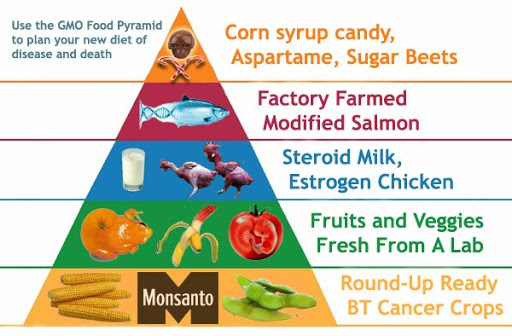 Use the GMO Food Pyramid
to plan your new diet of
disease and death
Corn syrup candy,
Aspartame, Sugar Beets
Factory Farmed
Modified Salmon
Steroid Milk,
Estrogen Chicken
Fruits and Veggies
Fresh From A Lab
Monsanto
Round-Up Ready
BT Cancer Crops